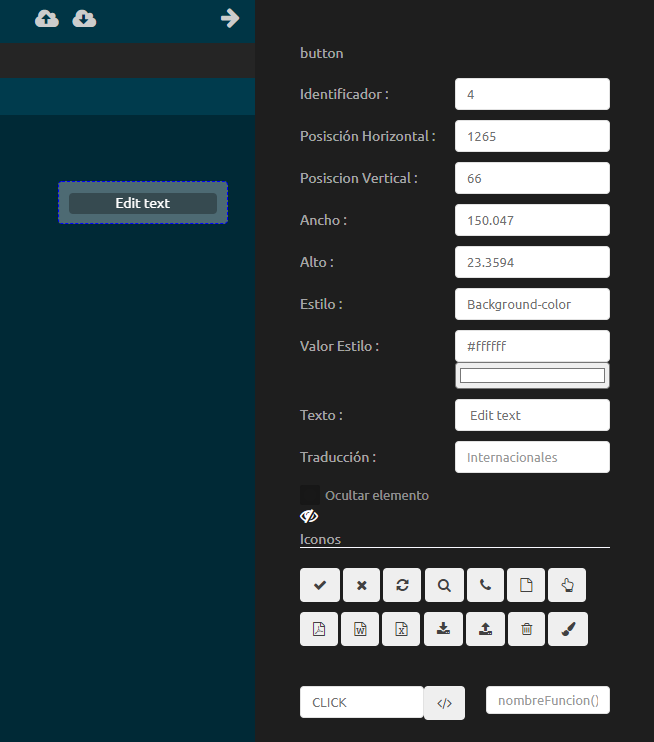 button
Identificador :
4
Posisción Horizontal :
1265
Posiscion Vertical :
66
Ancho :
150.047
Alto :
23.3594
Estilo :
Background-color
Valor Estilo :
#ffffff
Edit text
Texto :
Edit text
Traducción :
Internacionales
Ocultar elemento
Iconos
CLICK
</>
nombreFuncion()